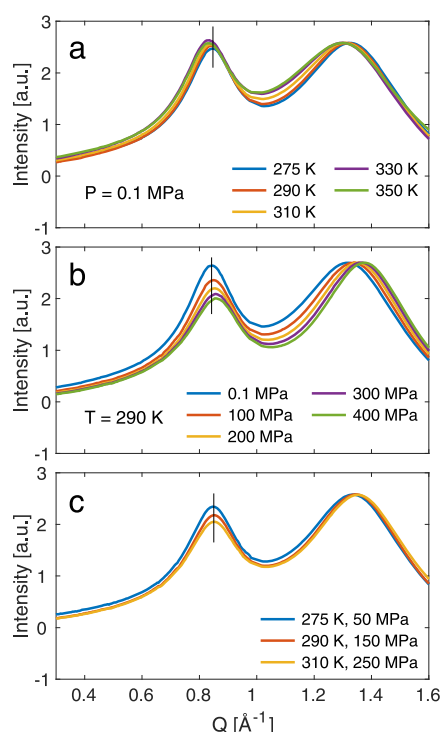 a
3
2
1
0
-1
Intensity [a.u.]
P = 0.1 MPa
275 K
290 K
310 K
330 K
350 K
b
3
2
1
0
-1
Intensity [a.u.]
T = 290 K
0.1 MPa
100 MPa
200 MPa
300 MPa
400 MPa
c
3
2
1
0
-1
Intensity [a.u.]
275 K, 50 MPa
290 K, 150 MPa
310 K, 250 MPa
0.4 0.6 0.8 1 1.2 1.4 1.6
Q [Å⁻¹]